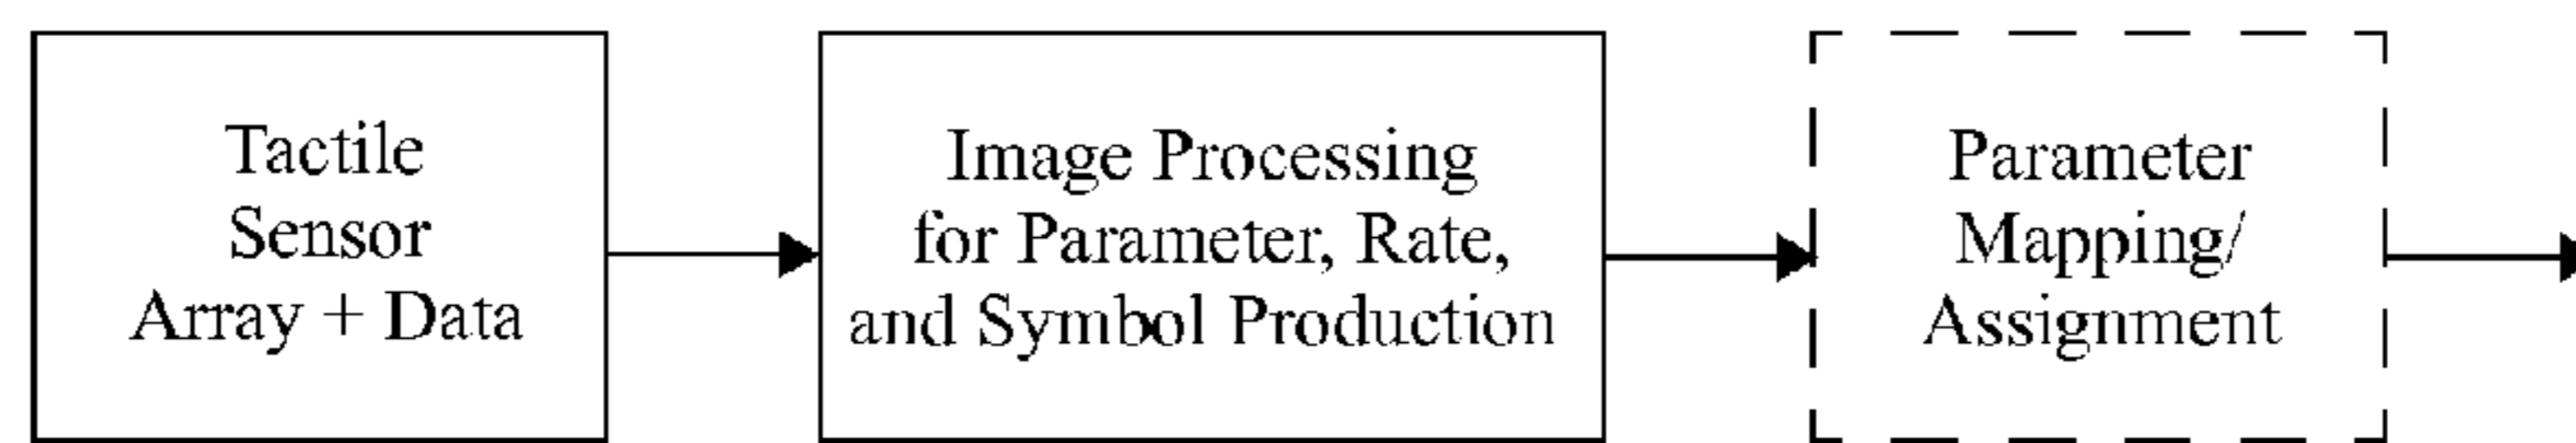 Tactile
Sensor
Array + Data
Image Processing
for Parameter, Rate,
and Symbol Production
Parameter
Mapping/
Assignment